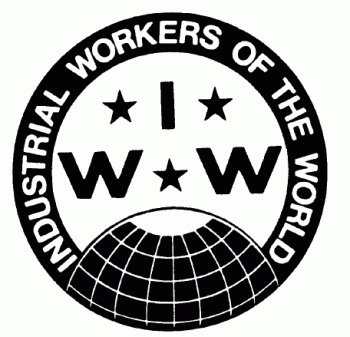 INDUSTRIAL WORKERS OF THE WORLD
I
W W